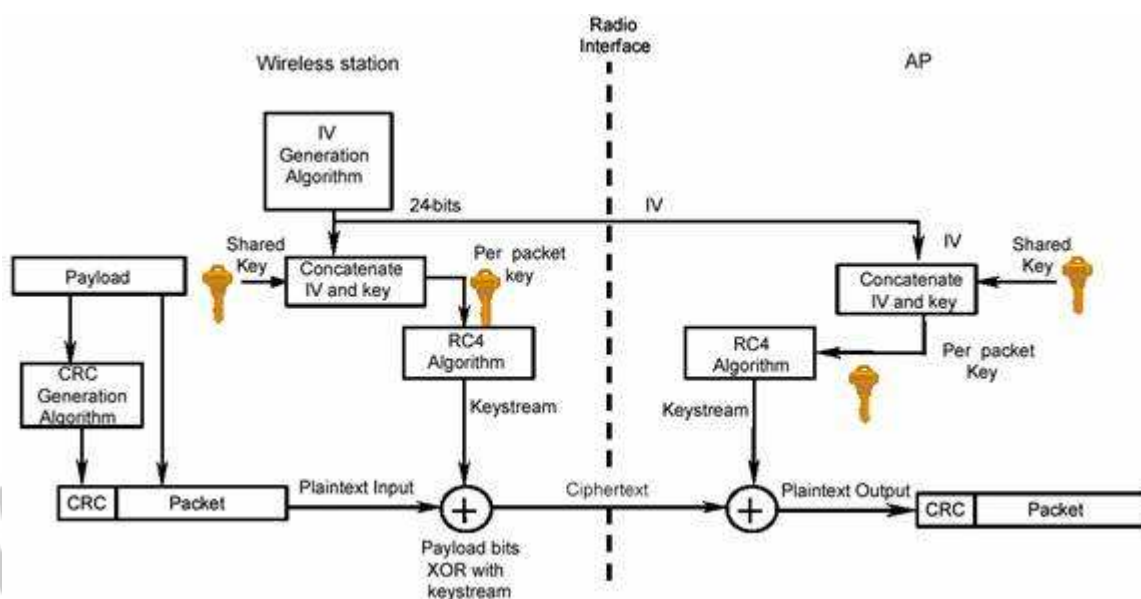 Radio
Interface
Wireless station
AP
IV
Generation
Algorithm
24-bits
IV
Shared
Key
Concatenate
IV and key
Per packet
key
IV
Shared
Key
Concatenate
IV and key
Payload
RC4
Algorithm
RC4
Algorithm
Per packet
Key
CRC
Generation
Algorithm
Keystream
Keystream
CRC
Packet
Plaintext Input
Ciphertext
Plaintext Output
CRC
Packet
Payload bits
XOR with
keystream